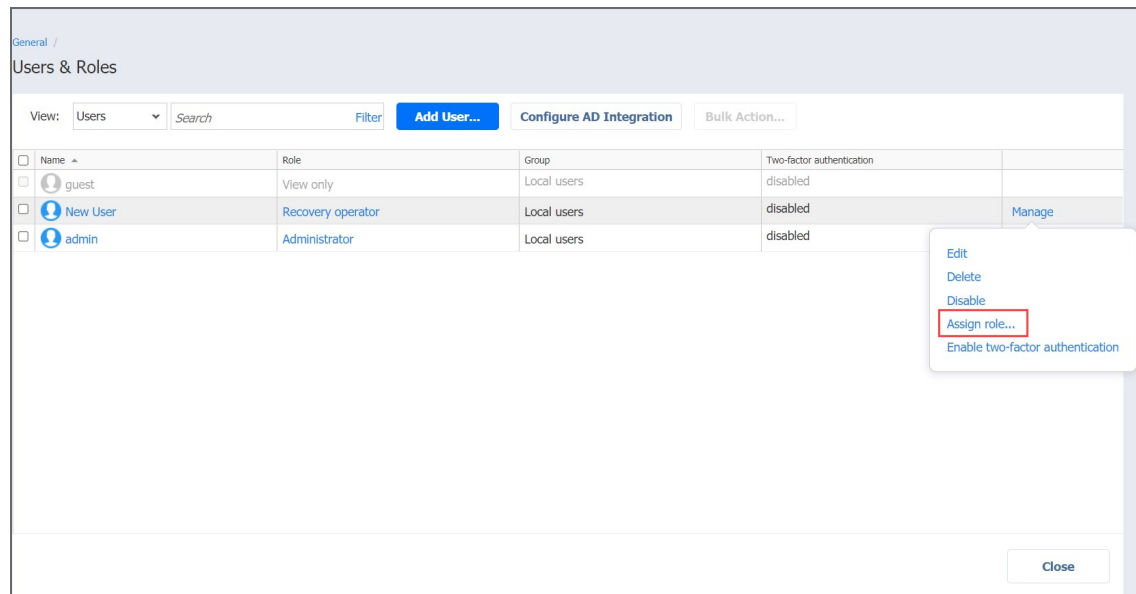 General /
Users & Roles
View: Users Search Filter Add User... Configure AD Integration Bulk Action...
Name Role Group Two-factor authentication
guest View only Local users disabled
New User Recovery operator Local users disabled Manage
admin Administrator Local users disabled
Edit
Delete
Disable
Assign role...
Enable two-factor authentication
Close